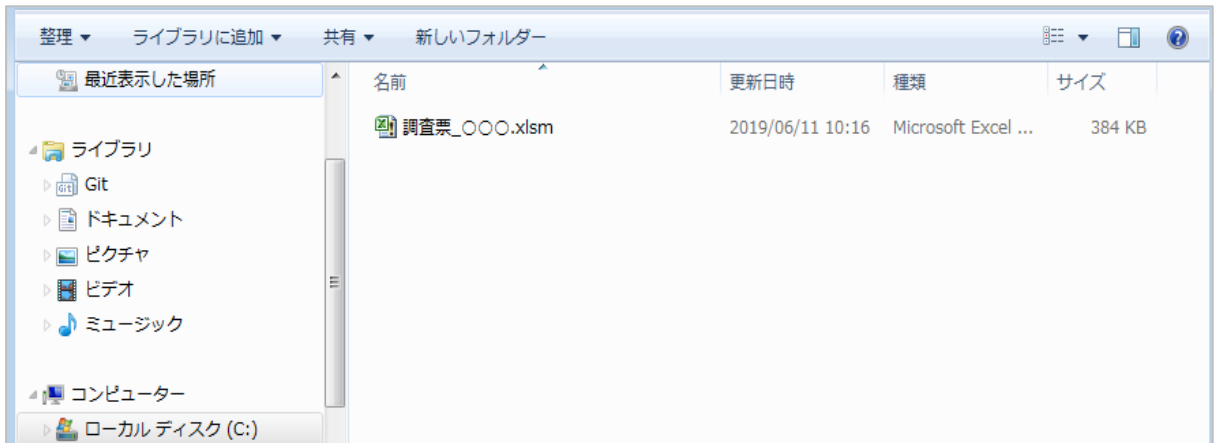 整理 ▼ ライブラリに追加 ▼ 共有 ▼ 新しいフォルダー
最近表示した場所
ライブラリ
Git
ドキュメント
ピクチャ
ビデオ
ミュージック
コンピューター
ローカル ディスク (C:)
名前 更新日時 種類 サイズ
調査票_○○○.xlsm 2019/06/11 10:16 Microsoft Excel ... 384 KB